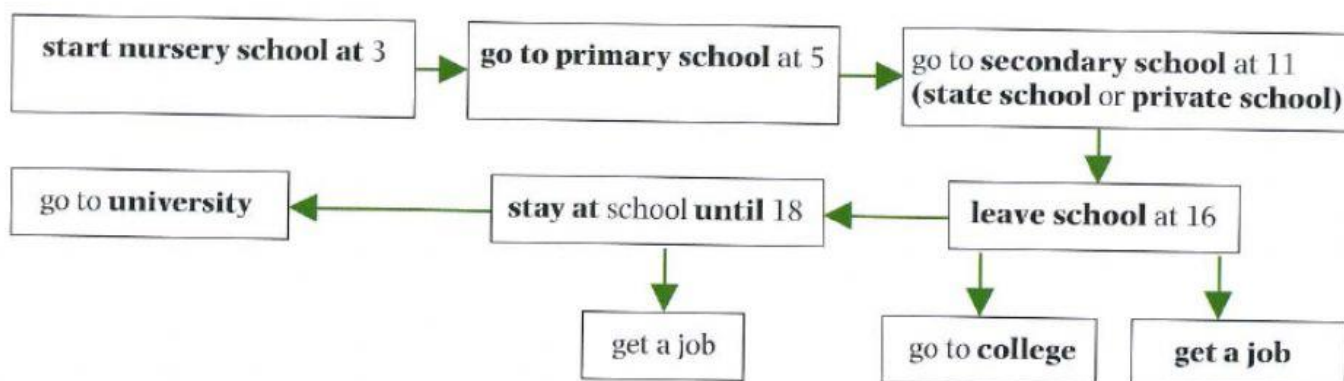 start nursery school at 3
go to primary school at 5
go to secondary school at 11
(state school or private school)
leave school at 16
stay at school until 18
go to university
get a job
go to college
get a job